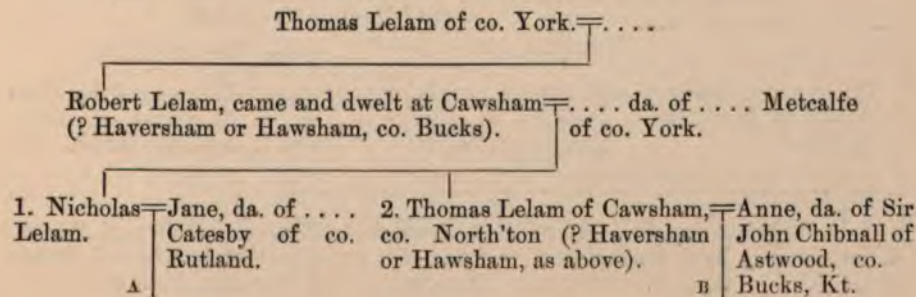 Thomas Lelam of co. York.=. . . .
Robert Lelam, came and dwelt at Cawsham=. . . . da. of . . . . Metcalfe
(? Haversham or Hawsham, co. Bucks). of co. York.
1. Nicholas=Jane, da. of . . . .
Lelam. Catesby of co.
Rutland.
A
2. Thomas Lelam of Cawsham,=Anne, da. of Sir
co. North'ton (? Haversham John Chibnall of
or Hawsham, as above). Astwood, co.
B Bucks, Kt.